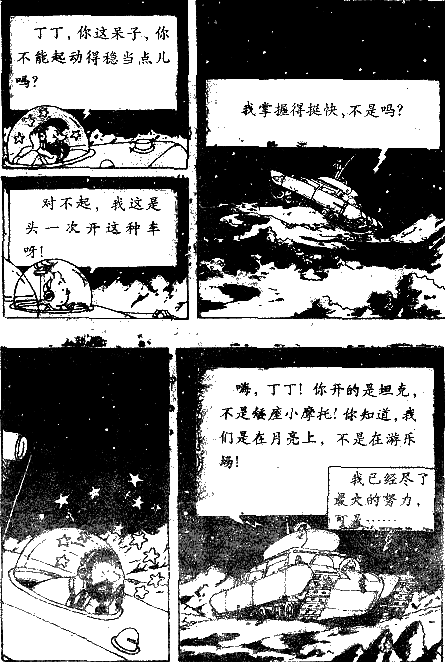 丁丁，你这呆子，你
不能起动得稳当点儿
吗？
我掌握得挺快，不是吗？
对不起，我这是
头一次开这种车
呀！
嗨，丁丁！你开的是坦克，
不是矮座小摩托！你知道，我
们是在月亮上，不是在游乐
场！
我已经尽了
最大的努力，
可是……